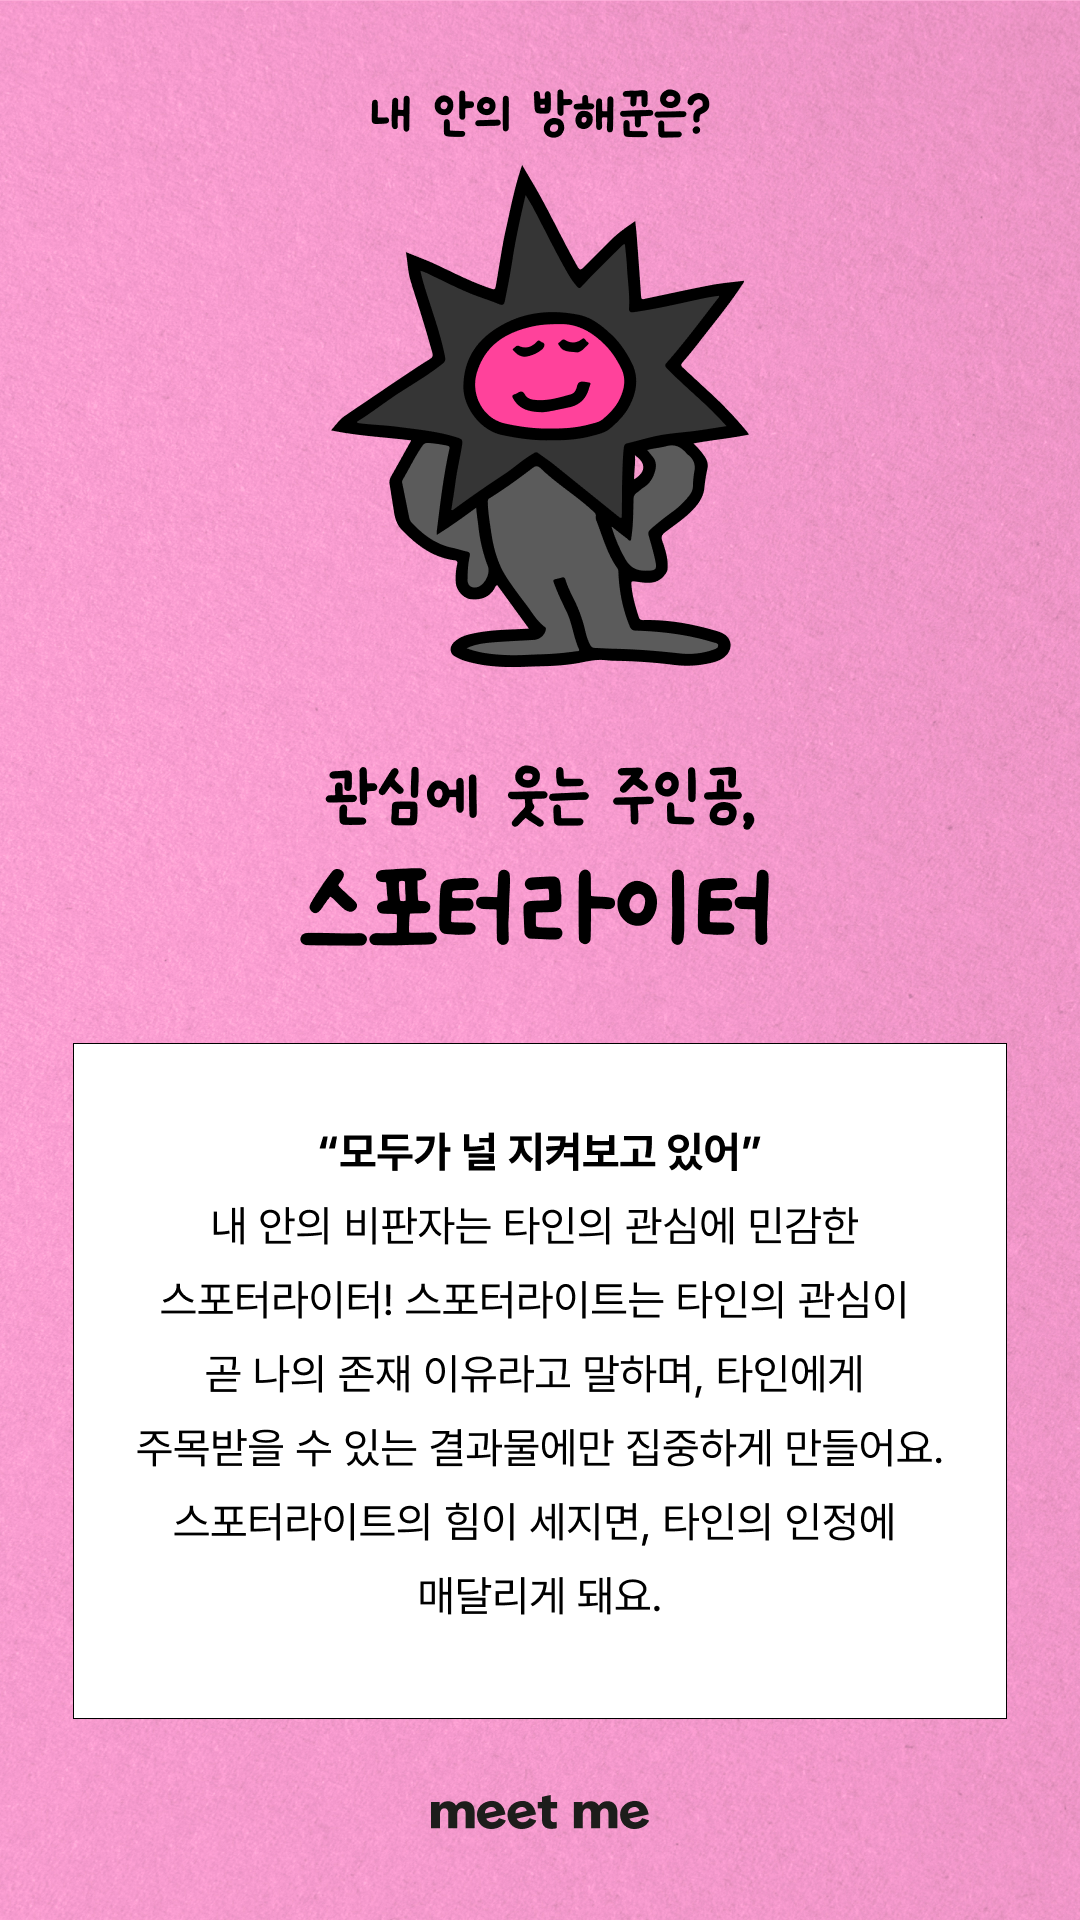 내 안의 방해꾼은?
관심에 웃는 주인공,
스포터라이터
“모두가 널 지켜보고 있어”
내 안의 비판자는 타인의 관심에 민감한
스포터라이터! 스포터라이트는 타인의 관심이
곧 나의 존재 이유라고 말하며, 타인에게
주목받을 수 있는 결과물에만 집중하게 만들어요.
스포터라이트의 힘이 세지면, 타인의 인정에
매달리게 돼요.
meet me